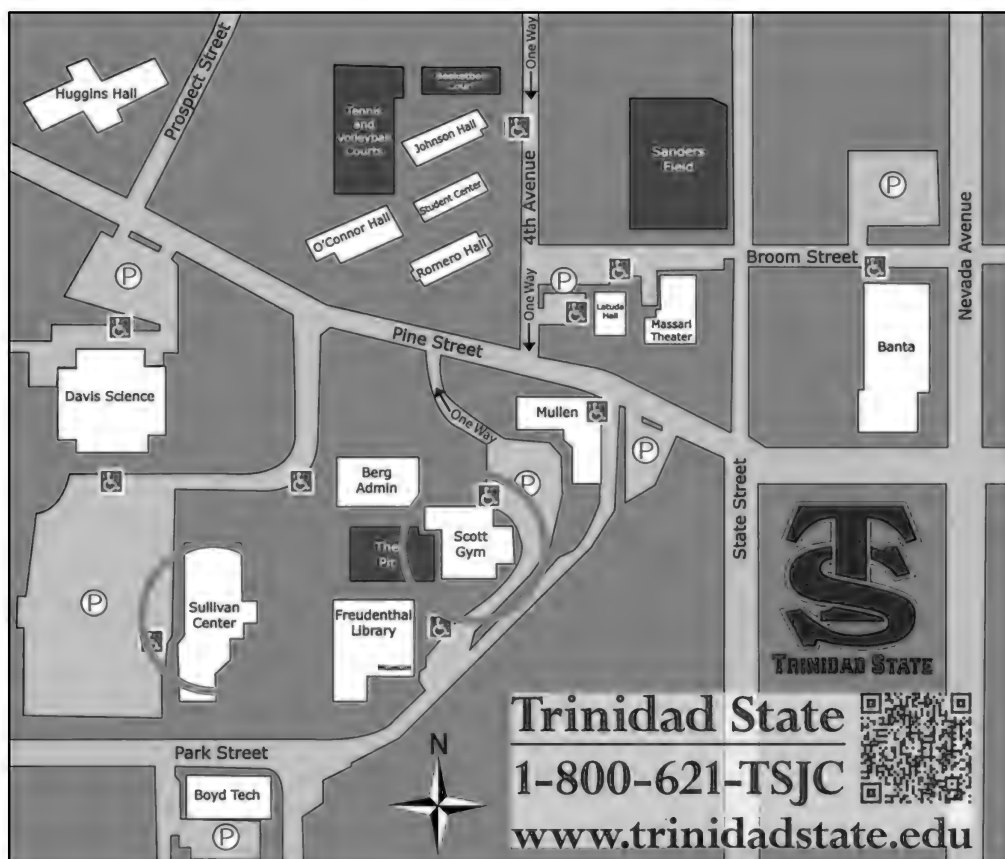 One Way
Prospect Street
Huggins Hall
Basketball
Court
Tennis
and
Volleyball
Courts
Johnson Hall
Sanders
Field
P
4th Avenue
Student Center
O'Connor Hall
Romero Hall
Broom Street
Nevada Avenue
P
P
One Way
Latuda
Hall
Massari
Theater
Pine Street
Banta
Davis Science
One Way
Mullen
P
Berg
Admin
P
State Street
Scott
Gym
The
Pit
P
Sullivan
Center
Freudenthal
Library
TS
TRINIDAD STATE
Park Street
N
Trinidad State
1-800-621-TSJC
www.trinidadstate.edu
Boyd Tech
P